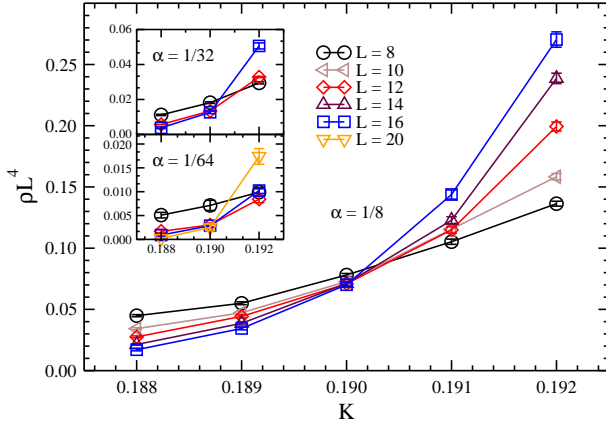 0.06
0.04
0.02
0.00
α = 1/32
0.020
0.015
0.010
0.005
0.000
α = 1/64
0.188
0.190
0.192
L = 8
L = 10
L = 12
L = 14
L = 16
L = 20
α = 1/8
0.25
0.20
0.15
0.10
0.05
0.00
ρL⁴
0.188
0.189
0.190
0.191
0.192
K